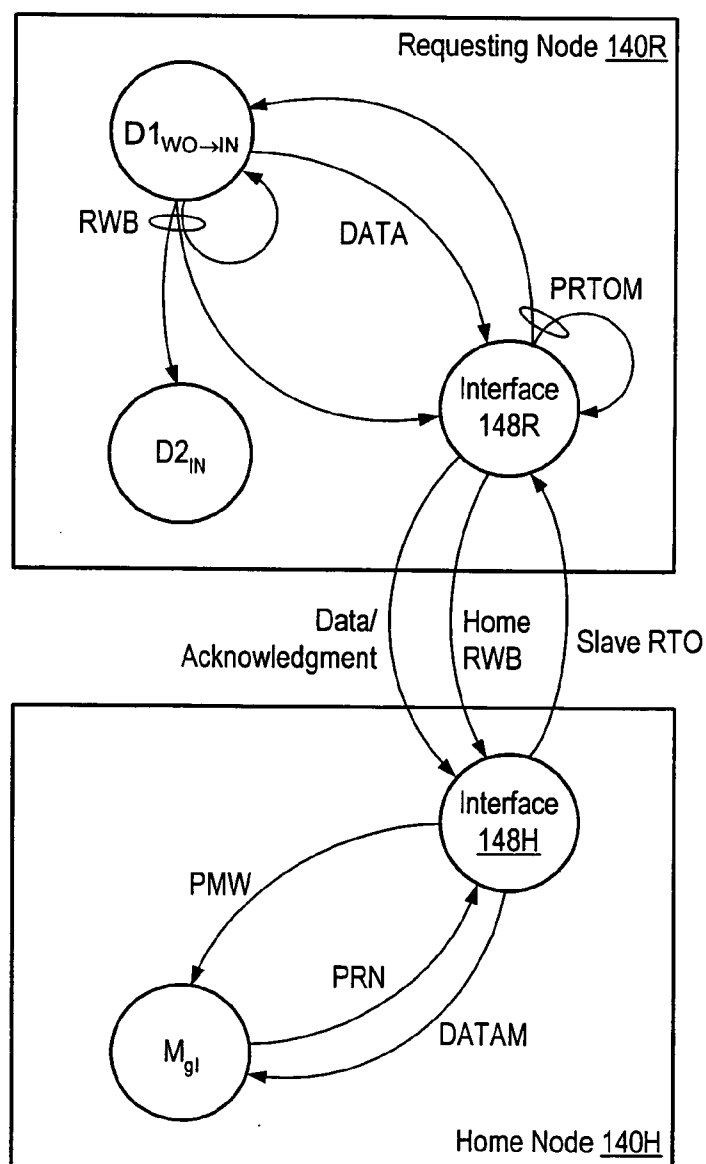 Requesting Node 140R
D1WO→IN
RWB
DATA
PRTOM
Interface
148R
D2IN
Data/
Acknowledgment
Home
RWB
Slave RTO
Interface
148H
PMW
PRN
DATAM
Mgl
Home Node 140H